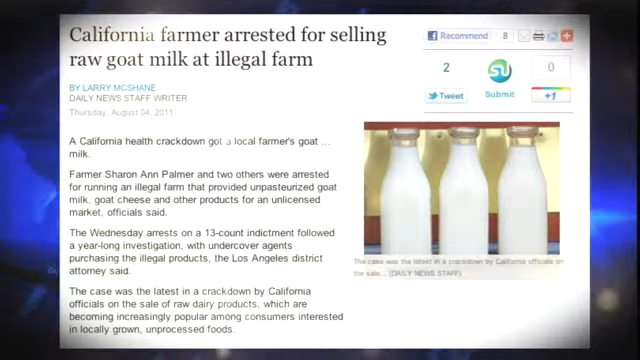 California farmer arrested for selling
raw goat milk at illegal farm
BY LARRY MCSHANE
DAILY NEWS STAFF WRITER
Thursday, August 04, 2011
Recommend
8
2
0
Tweet
Submit
+1
A California health crackdown got a local farmer's goat ...
milk.
Farmer Sharon Ann Palmer and two others were arrested
for running an illegal farm that provided unpasteurized goat
milk, goat cheese and other products for an unlicensed
market, officials said.
The Wednesday arrests on a 13-count indictment followed
a year-long investigation, with undercover agents
purchasing the illegal products, the Los Angeles district
attorney said.
The case was the latest in a crackdown by California
officials on the sale of raw dairy products, which are
becoming increasingly popular among consumers interested
in locally grown, unprocessed foods.
The case was the latest in a crackdown by California officials on
the sale... (DAILY NEWS STAFF)